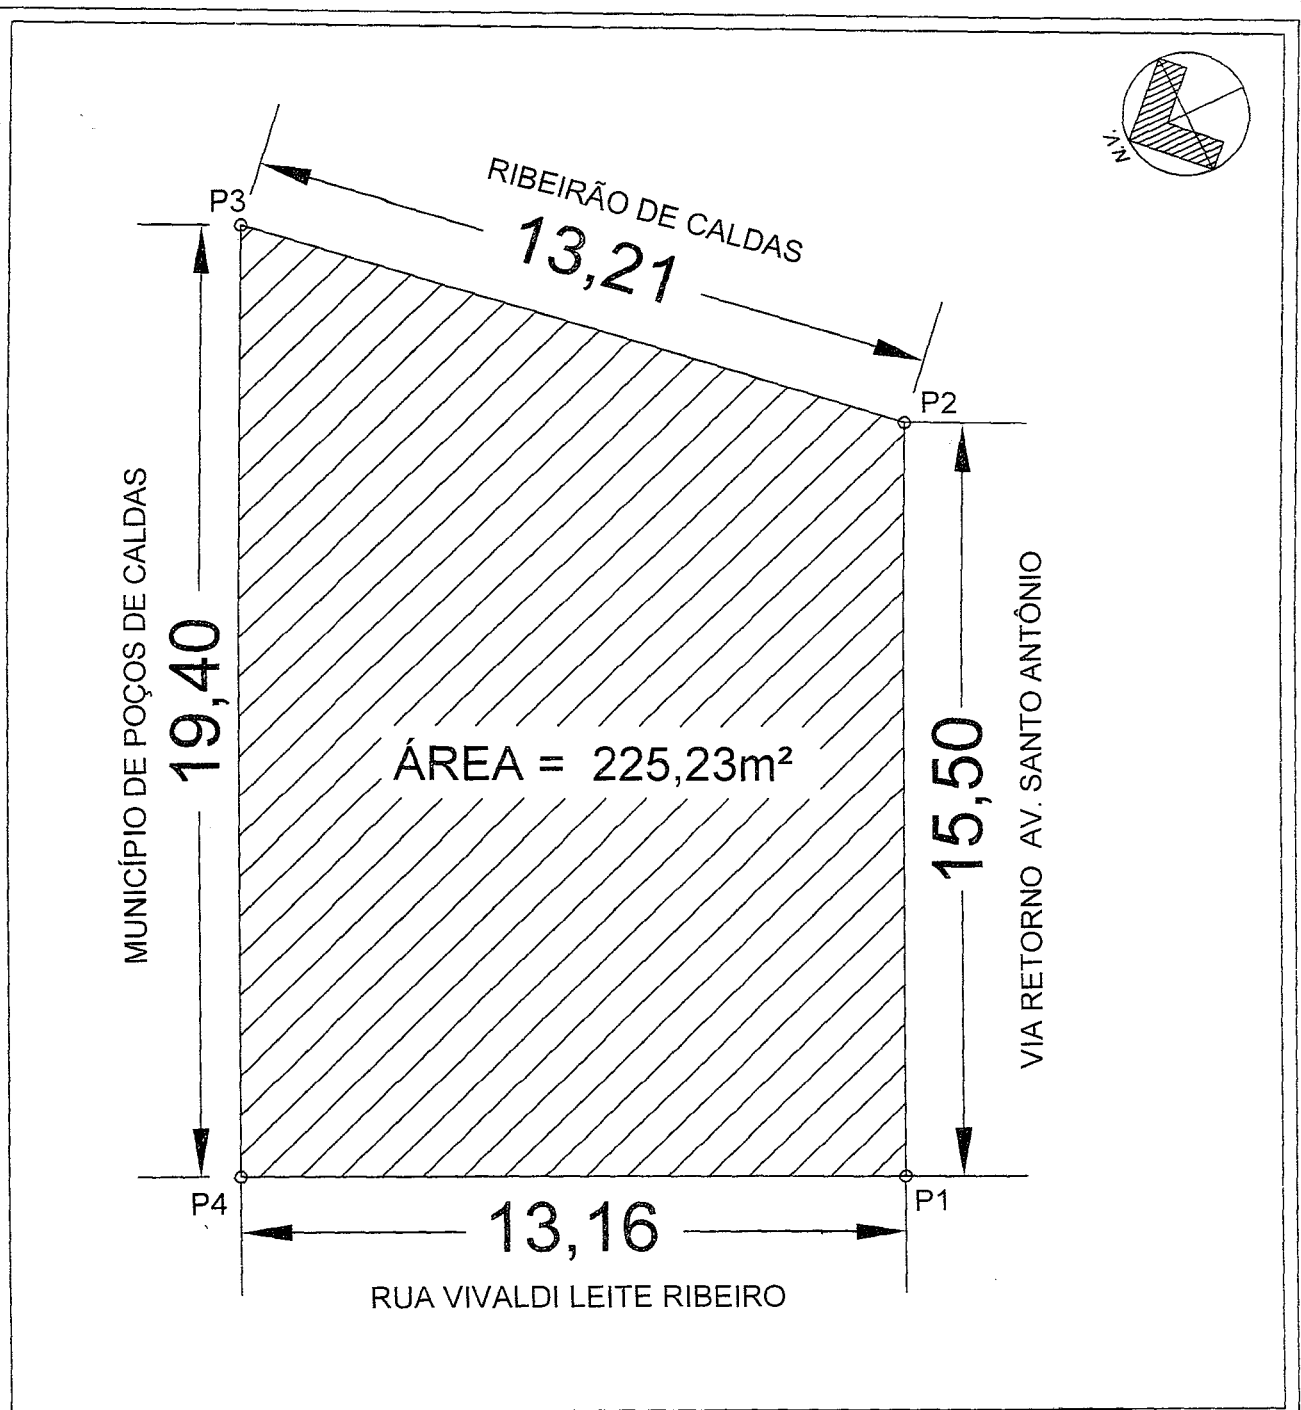 N.V.
RIBEIRÃO DE CALDAS
13,21
P3
P2
MUNICÍPIO DE POÇOS DE CALDAS
19,40
ÁREA = 225,23m²
15,50
VIA RETORNO AV. SANTO ANTÔNIO
P4
P1
13,16
RUA VIVALDI LEITE RIBEIRO